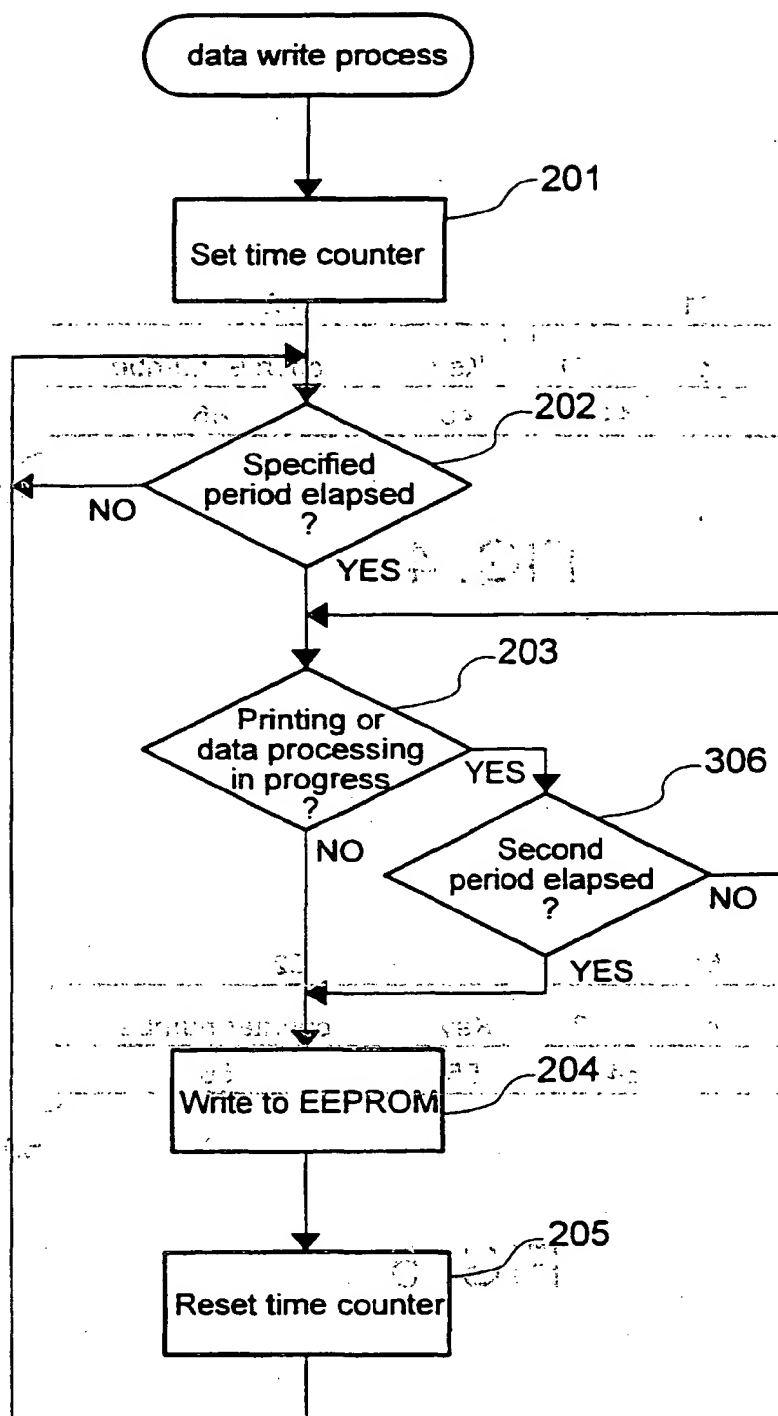 data write process
201
Set time counter
202
Specified
period elapsed
?
NO
YES
203
Printing or
data processing
in progress
?
YES
306
NO
Second
period elapsed
?
NO
YES
204
Write to EEPROM
205
Reset time counter